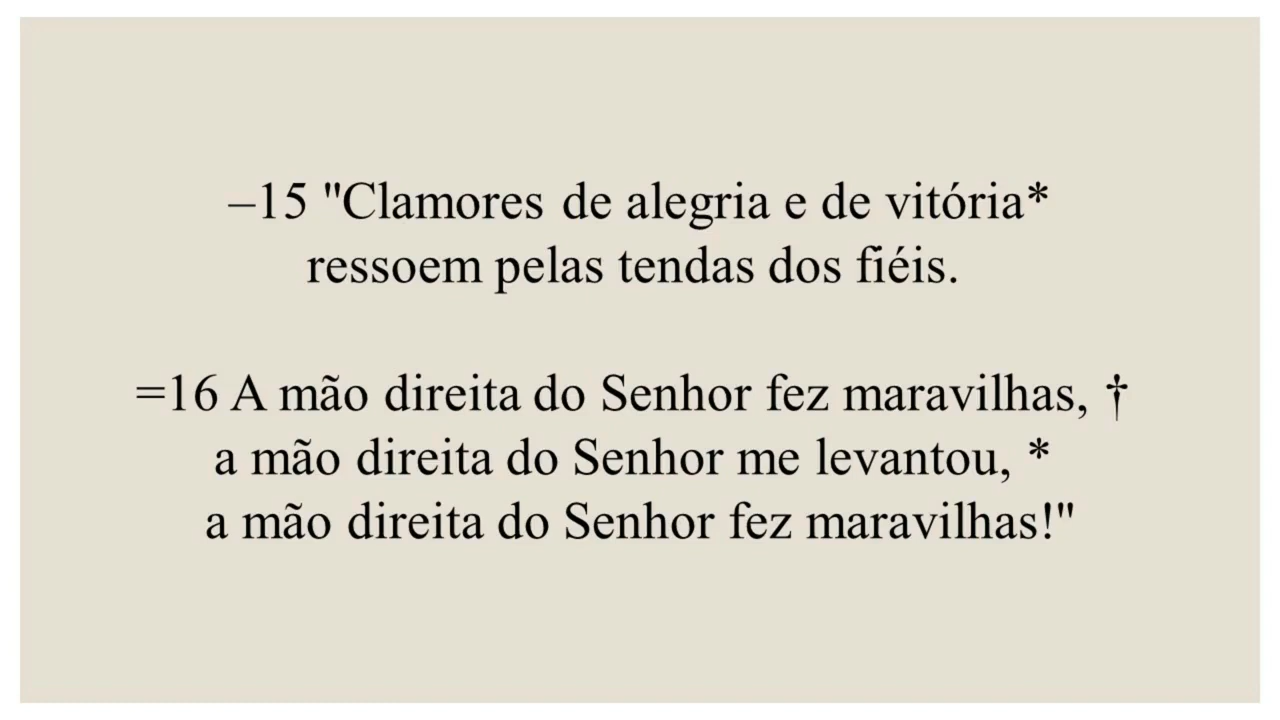 –15 "Clamores de alegria e de vitória*
ressoem pelas tendas dos fiéis.
=16 A mão direita do Senhor fez maravilhas, †
a mão direita do Senhor me levantou, *
a mão direita do Senhor fez maravilhas!"